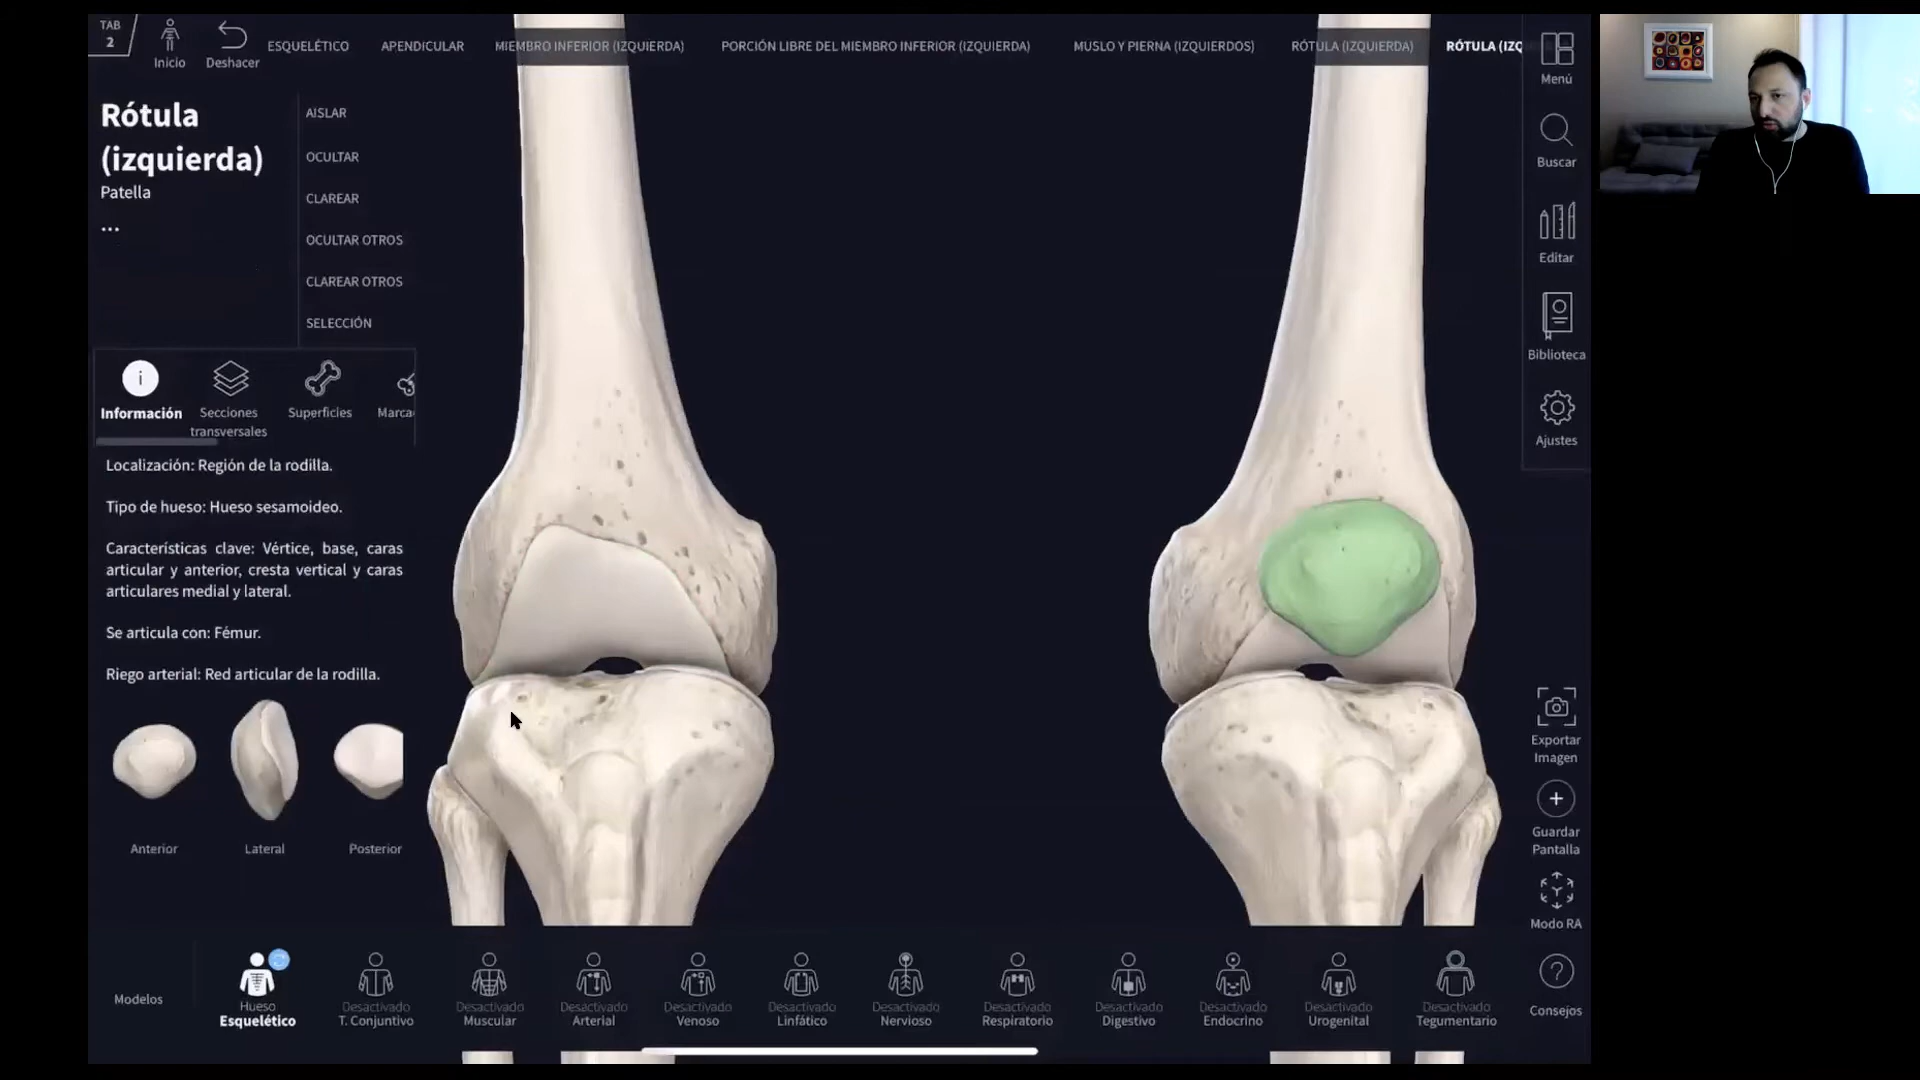 TAB
2
Inicio
Deshacer
ESQUELÉTICO
APENDICULAR
MIEMBRO INFERIOR (IZQUIERDA)
PORCIÓN LIBRE DEL MIEMBRO INFERIOR (IZQUIERDA)
MUSLO Y PIERNA (IZQUIERDOS)
RÓTULA (IZQUIERDA)
RÓTULA (IZQ
Menú
Buscar
Editar
Biblioteca
Ajustes
Rótula
(izquierda)
Patella
...
AISLAR
OCULTAR
CLAREAR
OCULTAR OTROS
CLAREAR OTROS
SELECCIÓN
Información
Secciones
transversales
Superficies
Marca
Localización: Región de la rodilla.
Tipo de hueso: Hueso sesamoideo.
Características clave: Vértice, base, caras
articular y anterior, cresta vertical y caras
articulares medial y lateral.
Se articula con: Fémur.
Riego arterial: Red articular de la rodilla.
Anterior
Lateral
Posterior
Exportar
Imagen
Guardar
Pantalla
Modo RA
Consejos
Modelos
Hueso
Esquelético
Desactivado
T. Conjuntivo
Desactivado
Muscular
Desactivado
Arterial
Desactivado
Venoso
Desactivado
Linfático
Desactivado
Nervioso
Desactivado
Respiratorio
Desactivado
Digestivo
Desactivado
Endocrino
Desactivado
Urogenital
Desactivado
Tegumentario